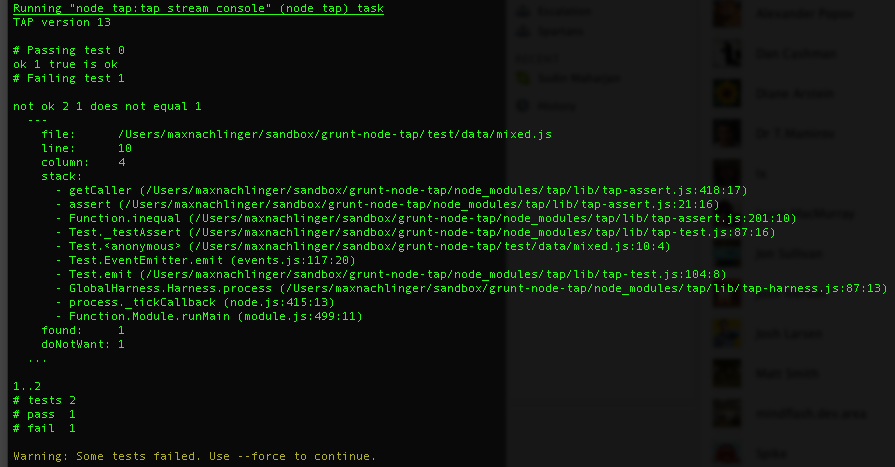 Running "node_tap:tap_stream_console" (node_tap) task
TAP version 13
# Passing test 0
ok 1 true is ok
# Failing test 1
not ok 2 1 does not equal 1
---
file: /Users/maxnachlinger/sandbox/grunt-node-tap/test/data/mixed.js
line: 10
column: 4
stack:
- getCaller (/Users/maxnachlinger/sandbox/grunt-node-tap/node_modules/tap/lib/tap-assert.js:418:17)
- assert (/Users/maxnachlinger/sandbox/grunt-node-tap/node_modules/tap/lib/tap-assert.js:21:16)
- Function.inequal (/Users/maxnachlinger/sandbox/grunt-node-tap/node_modules/tap/lib/tap-assert.js:201:10)
- Test._testAssert (/Users/maxnachlinger/sandbox/grunt-node-tap/node_modules/tap/lib/tap-test.js:87:16)
- Test.<anonymous> (/Users/maxnachlinger/sandbox/grunt-node-tap/test/data/mixed.js:10:4)
- Test.EventEmitter.emit (events.js:117:20)
- Test.emit (/Users/maxnachlinger/sandbox/grunt-node-tap/node_modules/tap/lib/tap-test.js:104:8)
- GlobalHarness.Harness.process (/Users/maxnachlinger/sandbox/grunt-node-tap/node_modules/tap/lib/tap-harness.js:87:13)
- process._tickCallback (node.js:415:13)
- Function.Module.runMain (module.js:499:11)
found: 1
doNotWant: 1
...
1..2
# tests 2
# pass 1
# fail 1
Warning: Some tests failed. Use --force to continue.